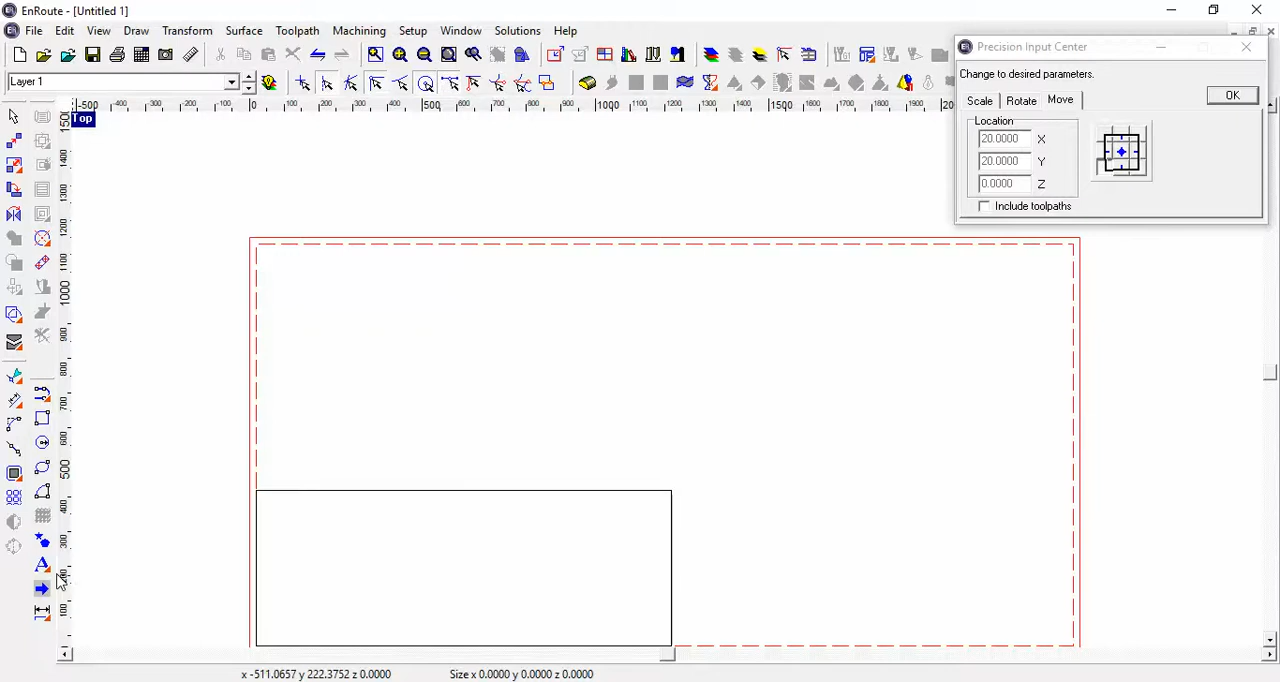 EnRoute - [Untitled 1]
File Edit View Draw Transform Surface Toolpath Machining Setup Window Solutions Help
Precision Input Center
Change to desired parameters.
Layer 1
OK
Scale Rotate Move
-500 -400 -300 -200 -100 0 100 200 300 400 500 600 700 800 900 1000 1100 1200 1300 1400 1500 1600 1700 1800 1900
Top
Location
20.0000 X
20.0000 Y
0.0000 Z
Include toolpaths
1400
1300
1200
1100
1000
900
800
700
600
500
400
300
100
x -511.0657 y 222.3752 z 0.0000 Size x 0.0000 y 0.0000 z 0.0000